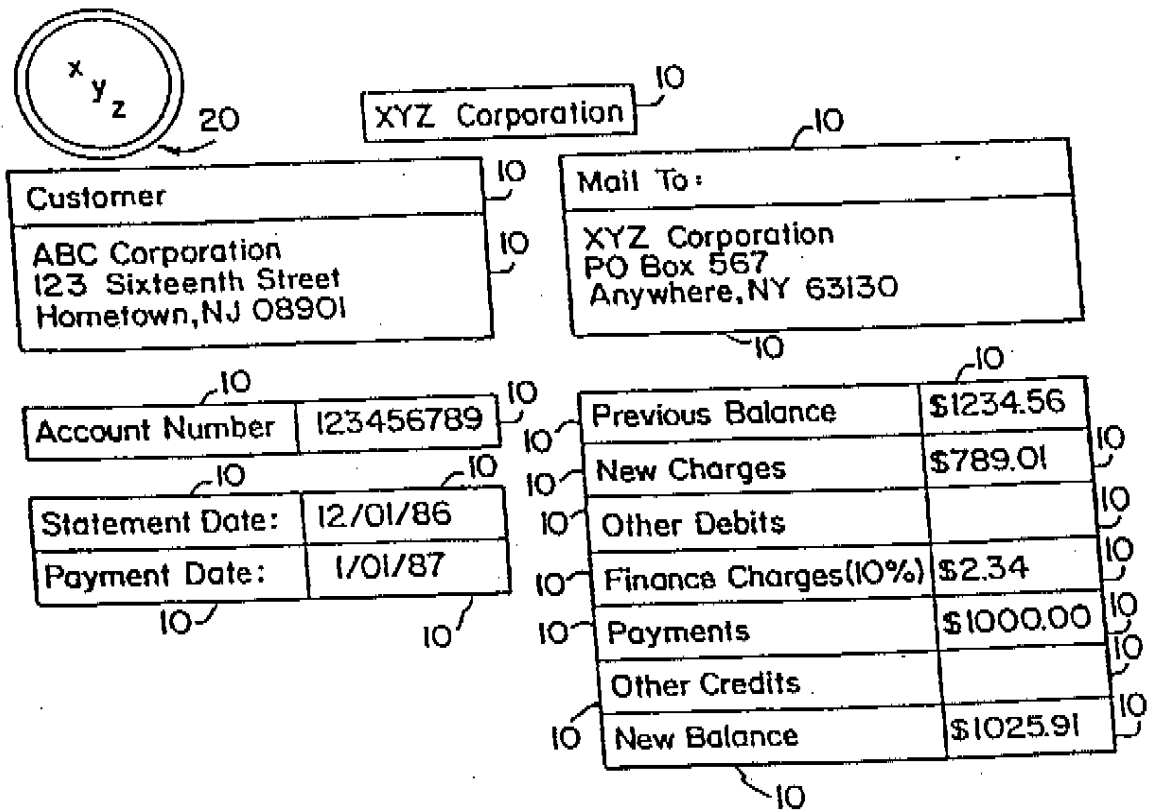 x y z
20
XYZ Corporation 10
10
Customer 10
ABC Corporation 10
123 Sixteenth Street
Hometown, NJ 08901
Mail To:
XYZ Corporation
PO Box 567
Anywhere, NY 63130
10
10 10
Account Number 123456789
10 10
Statement Date: 12/01/86
Payment Date: 1/01/87
10 10
10
10 Previous Balance $1234.56
10 New Charges $789.01 10
10 Other Debits 10
10 Finance Charges(10%) $2.34 10
10 Payments $1000.00 10
Other Credits 10
10 New Balance $1025.91 10
10